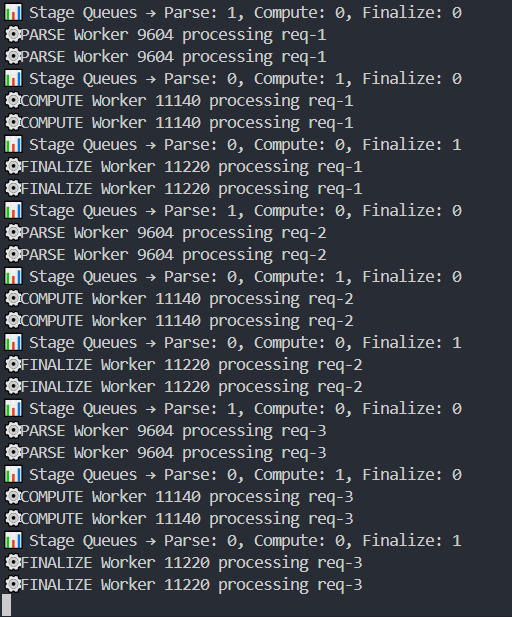 📊 Stage Queues → Parse: 1, Compute: 0, Finalize: 0
⚙PARSE Worker 9604 processing req-1
⚙PARSE Worker 9604 processing req-1
📊 Stage Queues → Parse: 0, Compute: 1, Finalize: 0
⚙COMPUTE Worker 11140 processing req-1
⚙COMPUTE Worker 11140 processing req-1
📊 Stage Queues → Parse: 0, Compute: 0, Finalize: 1
⚙FINALIZE Worker 11220 processing req-1
⚙FINALIZE Worker 11220 processing req-1
📊 Stage Queues → Parse: 1, Compute: 0, Finalize: 0
⚙PARSE Worker 9604 processing req-2
⚙PARSE Worker 9604 processing req-2
📊 Stage Queues → Parse: 0, Compute: 1, Finalize: 0
⚙COMPUTE Worker 11140 processing req-2
⚙COMPUTE Worker 11140 processing req-2
📊 Stage Queues → Parse: 0, Compute: 0, Finalize: 1
⚙FINALIZE Worker 11220 processing req-2
⚙FINALIZE Worker 11220 processing req-2
📊 Stage Queues → Parse: 1, Compute: 0, Finalize: 0
⚙PARSE Worker 9604 processing req-3
⚙PARSE Worker 9604 processing req-3
📊 Stage Queues → Parse: 0, Compute: 1, Finalize: 0
⚙COMPUTE Worker 11140 processing req-3
⚙COMPUTE Worker 11140 processing req-3
📊 Stage Queues → Parse: 0, Compute: 0, Finalize: 1
⚙FINALIZE Worker 11220 processing req-3
⚙FINALIZE Worker 11220 processing req-3